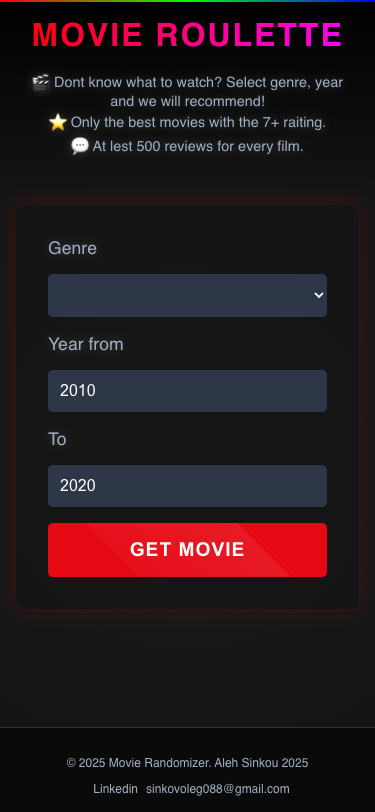 MOVIE ROULETTE
🎬 Dont know what to watch? Select genre, year
and we will recommend!
⭐ Only the best movies with the 7+ raiting.
💬 At lest 500 reviews for every film.
Genre
Year from
2010
To
2020
GET MOVIE
© 2025 Movie Randomizer. Aleh Sinkou 2025
Linkedin sinkovoleg088@gmail.com